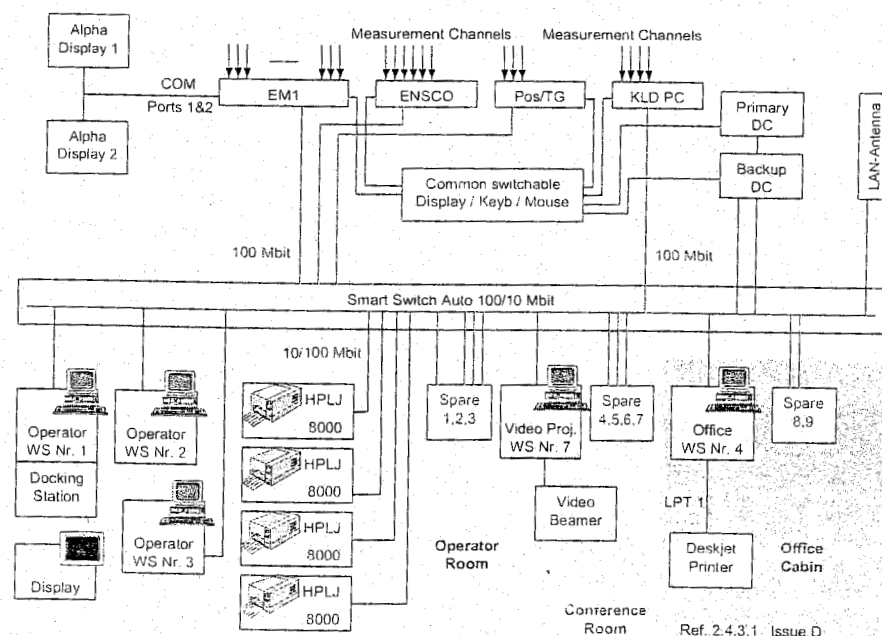 Alpha
Display 1
Measurement Channels
Measurement Channels
COM
Ports 1&2
EM1
ENSCO
Pos/TG
KLD PC
Primary
DC
LAN-Antenna
Alpha
Display 2
Common switchable
Display / Keyb / Mouse
Backup
DC
100 Mbit
100 Mbit
Smart Switch Auto 100/10 Mbit
10/100 Mbit
Operator
WS Nr. 1
Docking
Station
Operator
WS Nr. 2
HPLJ
8000
Spare
1,2,3
Video Proj.
WS Nr. 7
Spare
4,5,6,7
Office
WS Nr. 4
Spare
8,9
HPLJ
8000
Operator
WS Nr. 3
Display
HPLJ
8000
HPLJ
8000
Operator
Room
Video
Beamer
LPT 1
Deskjet
Printer
Office
Cabin
Conference
Room
Ref. 2.4.3.1 Issue D